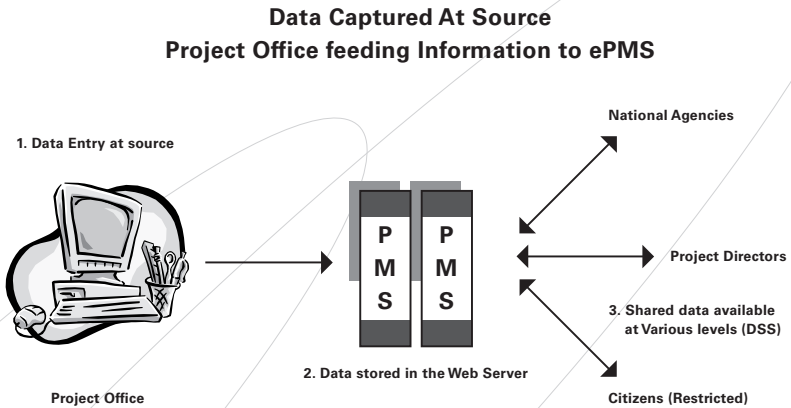 Data Captured At Source
Project Office feeding Information to ePMS
1. Data Entry at source
Project Office
P
M
S
P
M
S
2. Data stored in the Web Server
National Agencies
Project Directors
3. Shared data available
at Various levels (DSS)
Citizens (Restricted)